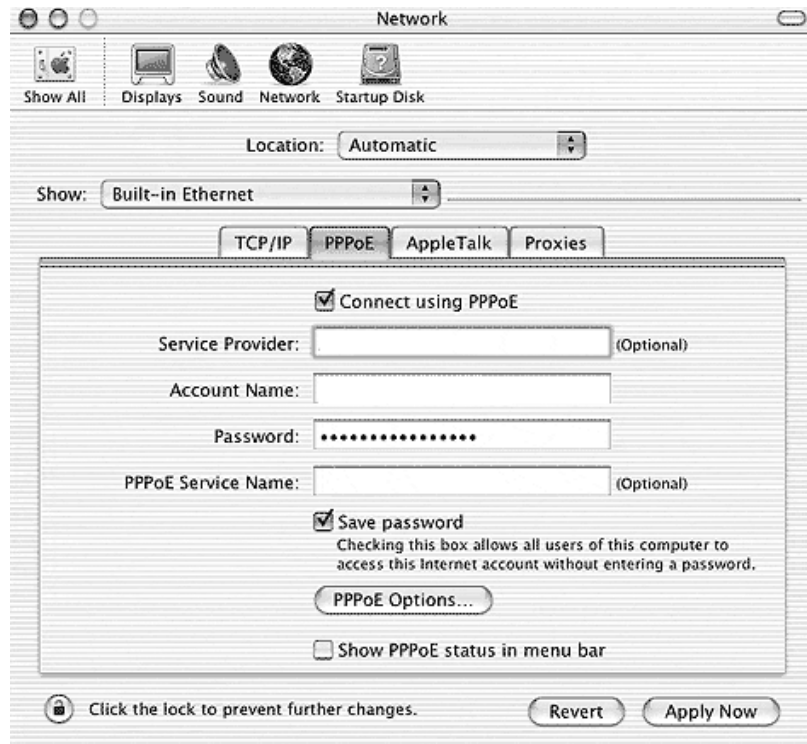 Network
Show All
Displays
Sound
Network
Startup Disk
Location: Automatic
Show: Built-in Ethernet
TCP/IP
PPPoE
AppleTalk
Proxies
Connect using PPPoE
Service Provider: (Optional)
Account Name:
Password: ••••••••••••••••
PPPoE Service Name: (Optional)
Save password
Checking this box allows all users of this computer to
access this Internet account without entering a password.
PPPoE Options...
Show PPPoE status in menu bar
Click the lock to prevent further changes.
Revert
Apply Now